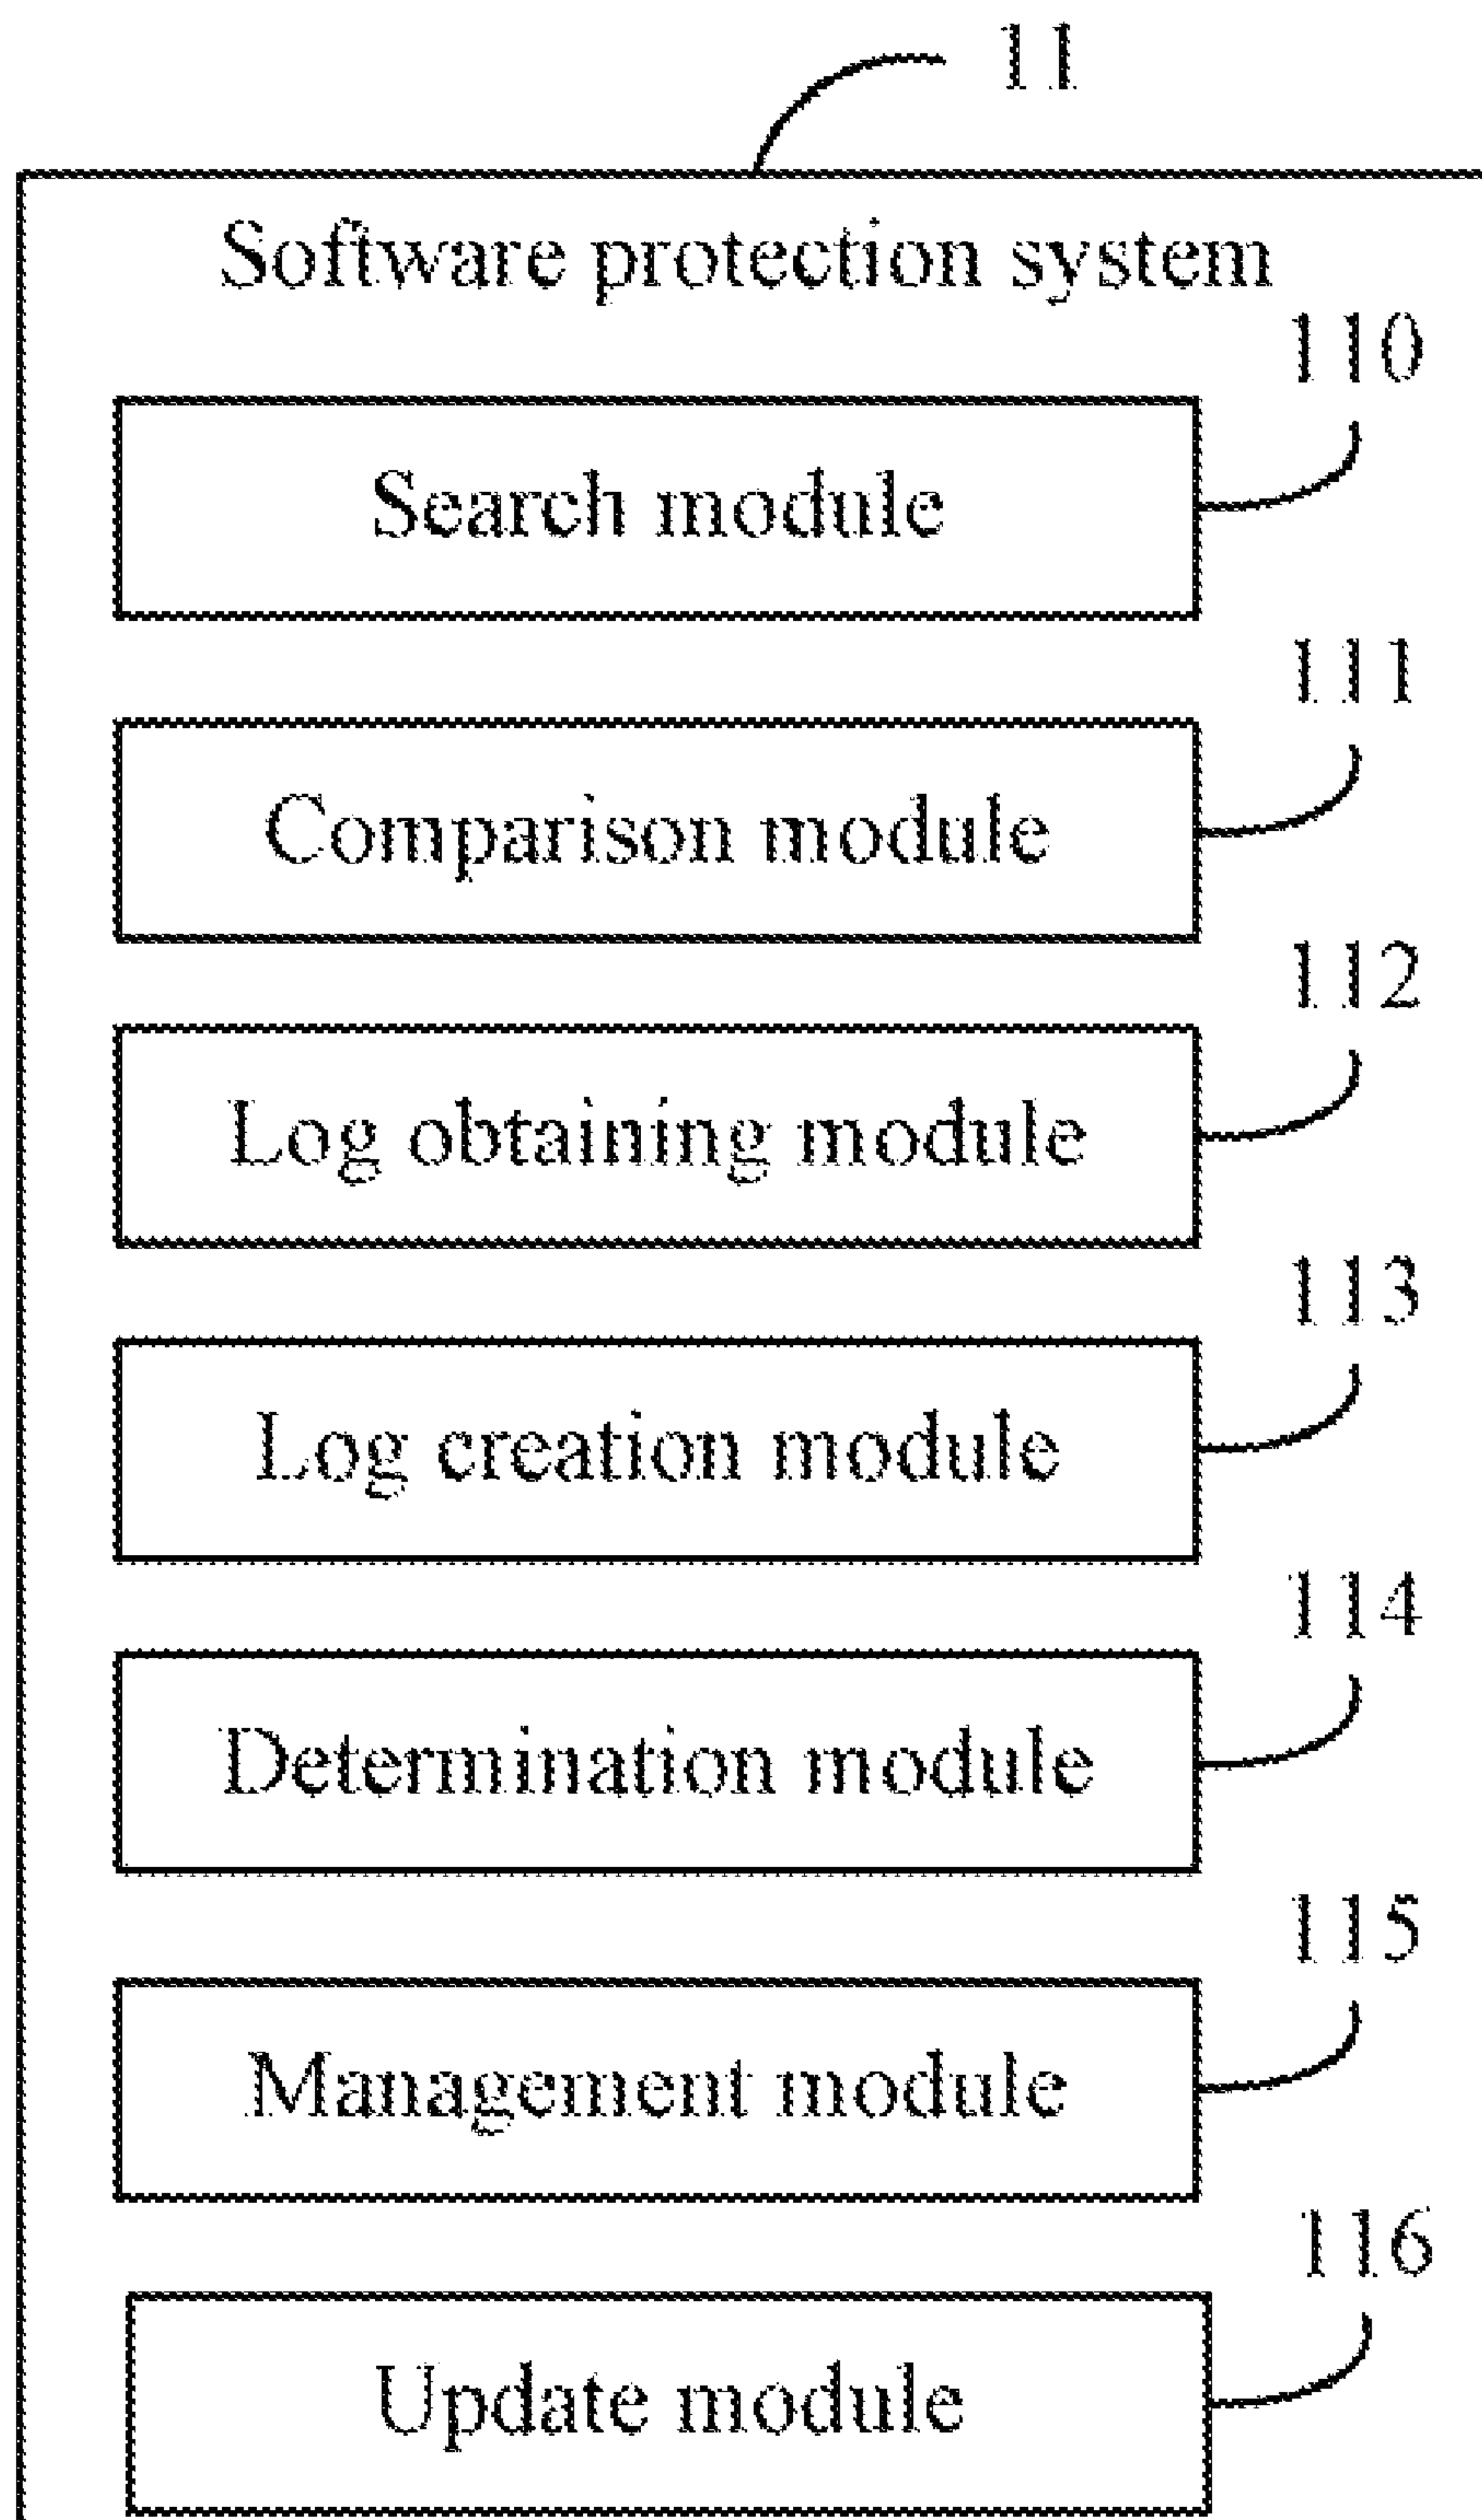 11
Software protection system
110
Search module
111
Comparison module
112
Log obtaining module
113
Log creation module
114
Determination module
115
Management module
116
Update module